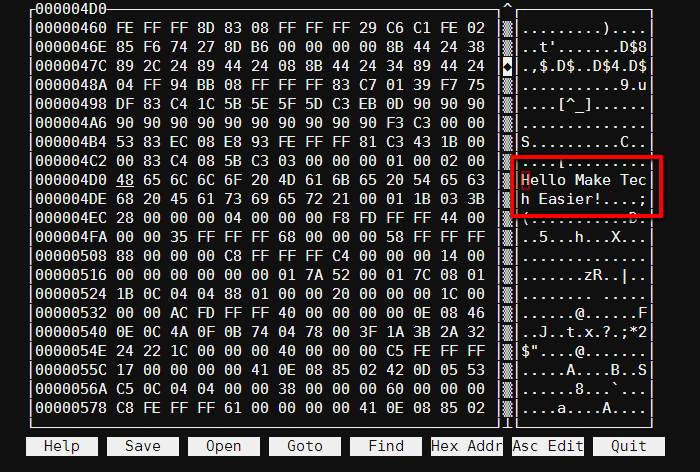 000004D0
00000460 FE FF FF 8D 83 08 FF FF FF 29 C6 C1 FE 02 .........)....
0000046E 85 F6 74 27 8D B6 00 00 00 00 8B 44 24 38 ..t'.......D$8
0000047C 89 2C 24 89 44 24 08 8B 44 24 34 89 44 24 .,$.D$..D$4.D$
0000048A 04 FF 94 BB 08 FF FF FF 83 C7 01 39 F7 75 ...........9.u
00000498 DF 83 C4 1C 5B 5E 5F 5D C3 EB 0D 90 90 90 ....[^_]......
000004A6 90 90 90 90 90 90 90 90 90 90 F3 C3 00 00 ..............
000004B4 53 83 EC 08 E8 93 FE FF FF 81 C3 43 1B 00 S..........C..
000004C2 00 83 C4 08 5B C3 03 00 00 00 01 00 02 00 ....[.........
000004D0 48 65 6C 6C 6F 20 4D 61 6B 65 20 54 65 63 Hello Make Tec
000004DE 68 20 45 61 73 69 65 72 21 00 01 1B 03 3B h Easier!....;
000004EC 28 00 00 00 04 00 00 00 F8 FD FF FF 44 00 (...........D.
000004FA 00 00 35 FF FF FF 68 00 00 00 58 FF FF FF ..5...h...X...
00000508 88 00 00 00 C8 FF FF FF C4 00 00 00 14 00 ..............
00000516 00 00 00 00 00 00 01 7A 52 00 01 7C 08 01 .......zR..|..
00000524 1B 0C 04 04 88 01 00 00 20 00 00 00 1C 00 ........ .....
00000532 00 00 AC FD FF FF 40 00 00 00 00 0E 08 46 ......@......F
00000540 0E 0C 4A 0F 0B 74 04 78 00 3F 1A 3B 2A 32 ..J..t.x.?.;*2
0000054E 24 22 1C 00 00 00 40 00 00 00 C5 FE FF FF $"....@.......
0000055C 17 00 00 00 00 41 0E 08 85 02 42 0D 05 53 .....A....B..S
0000056A C5 0C 04 04 00 00 38 00 00 00 60 00 00 00 ......8...`...
00000578 C8 FE FF FF 61 00 00 00 00 41 0E 08 85 02 ....a....A....
Help Save Open Goto Find Hex Addr Asc Edit Quit